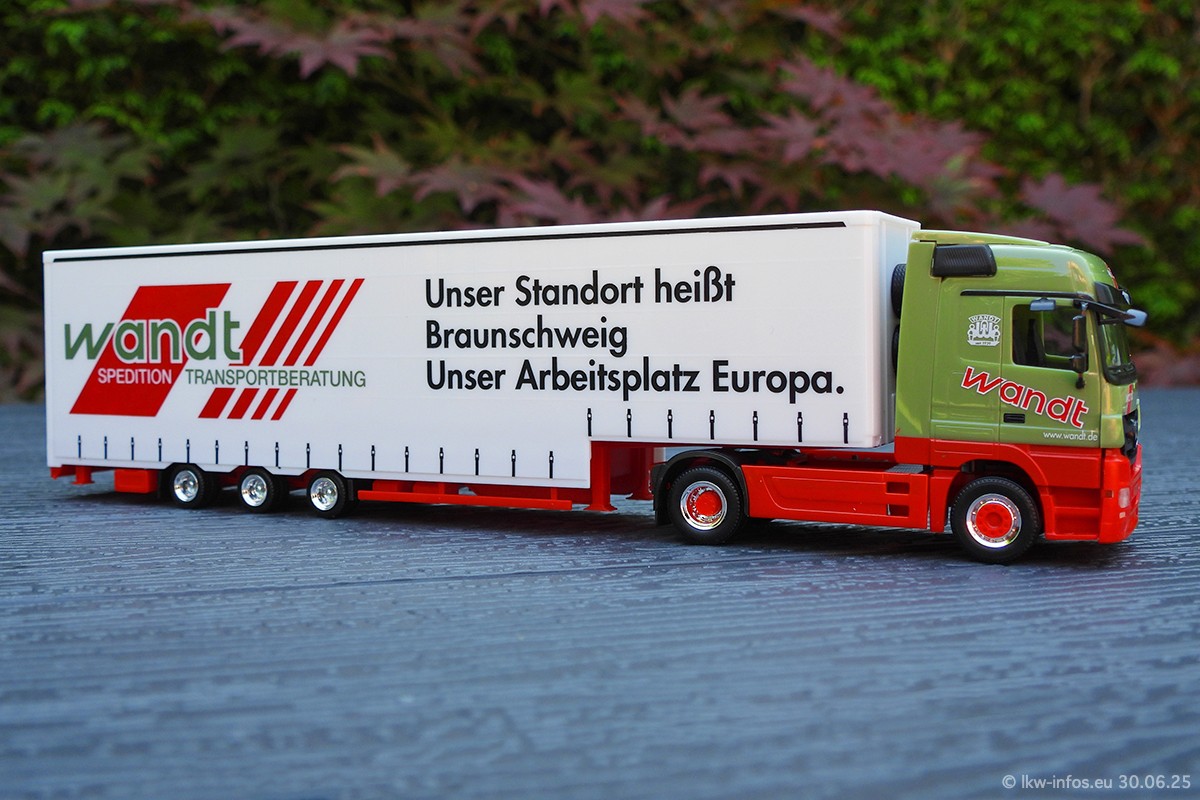 wandt
SPEDITION TRANSPORTBERATUNG
Unser Standort heißt
Braunschweig
Unser Arbeitsplatz Europa.
WANDT
wandt
www.wandt.de
© lkw-infos.eu 30.06.25